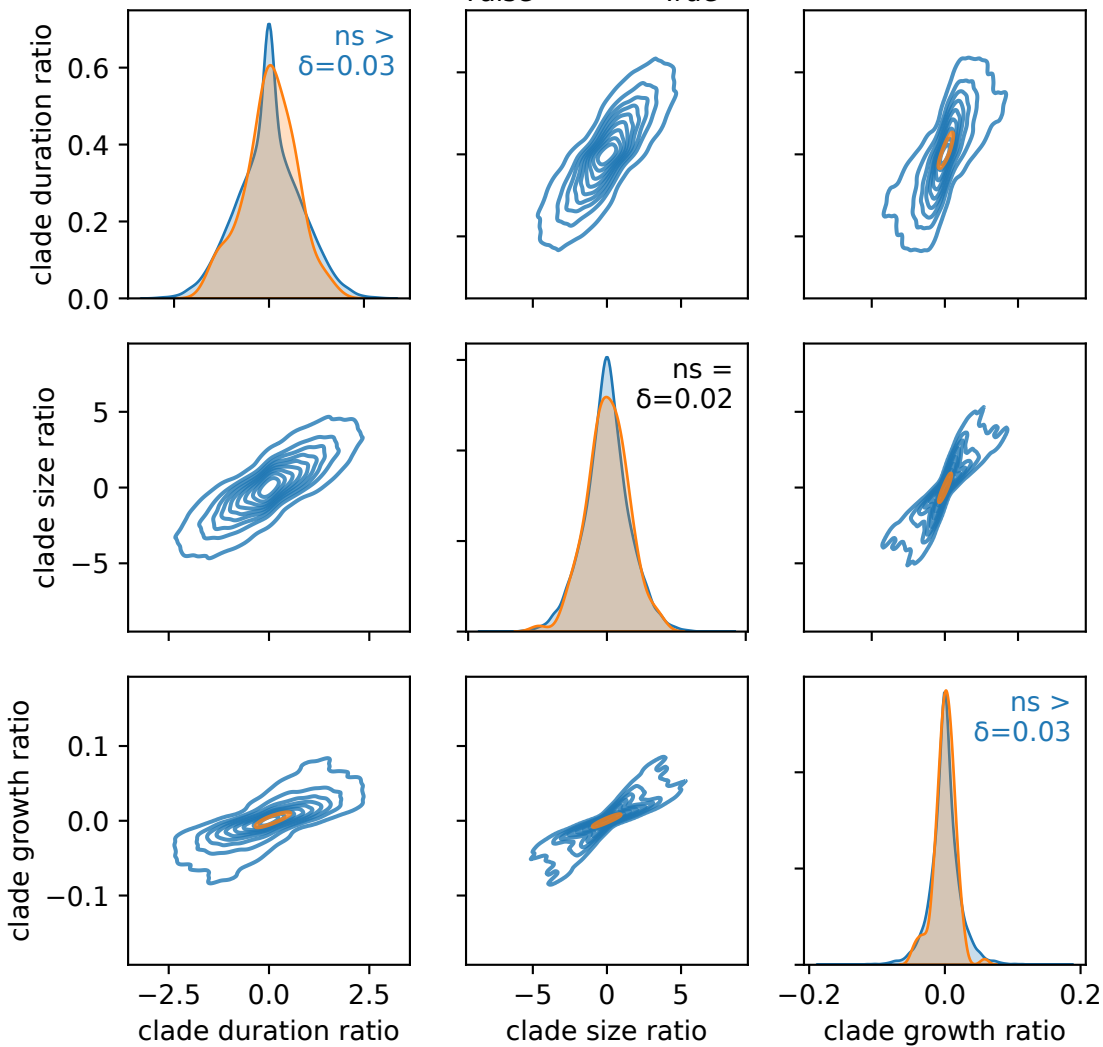 clade duration ratio
0.6
0.4
0.2
0.0
ns >
δ=0.03
clade size ratio
5
0
−5
ns =
δ=0.02
clade growth ratio
0.1
0.0
−0.1
ns >
δ=0.03
−2.5
0.0
2.5
−5
0
5
−0.2
0.0
0.2
clade duration ratio
clade size ratio
clade growth ratio